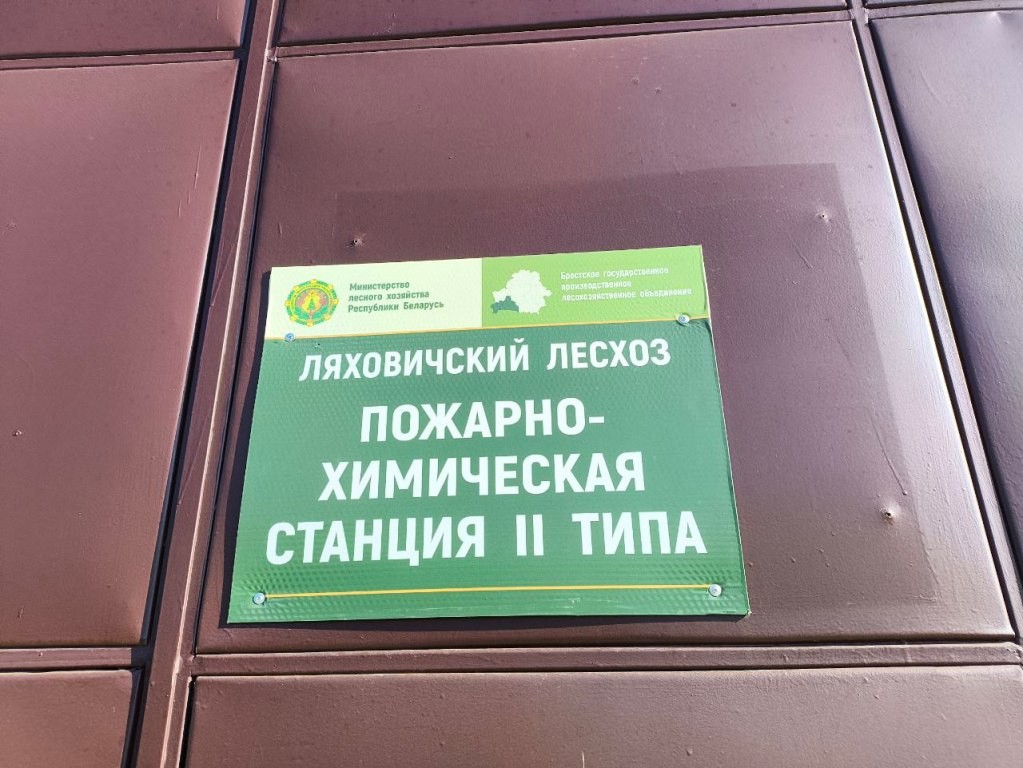 Министерство
лесного хозяйства
Республики Беларусь
Брестское государственное
производственное
лесохозяйственное объединение
ЛЯХОВИЧСКИЙ ЛЕСХОЗ
ПОЖАРНО-
ХИМИЧЕСКАЯ
СТАНЦИЯ II ТИПА